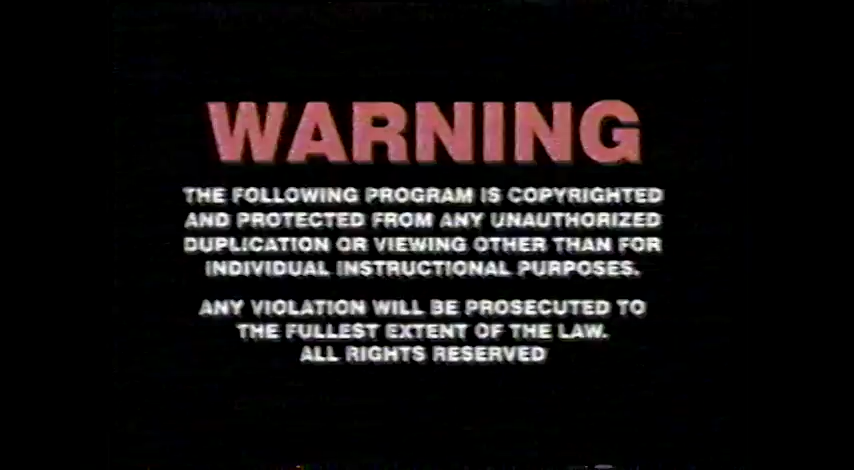 WARNING
THE FOLLOWING PROGRAM IS COPYRIGHTED
AND PROTECTED FROM ANY UNAUTHORIZED
DUPLICATION OR VIEWING OTHER THAN FOR
INDIVIDUAL INSTRUCTIONAL PURPOSES.
ANY VIOLATION WILL BE PROSECUTED TO
THE FULLEST EXTENT OF THE LAW.
ALL RIGHTS RESERVED